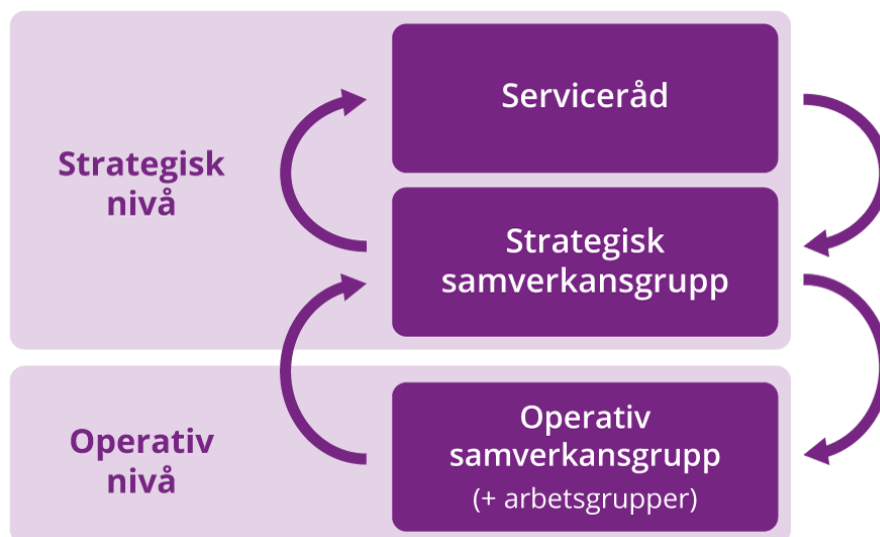 Serviceråd
Strategisk
nivå
Strategisk
samverkansgrupp
Operativ
nivå
Operativ
samverkansgrupp
(+ arbetsgrupper)